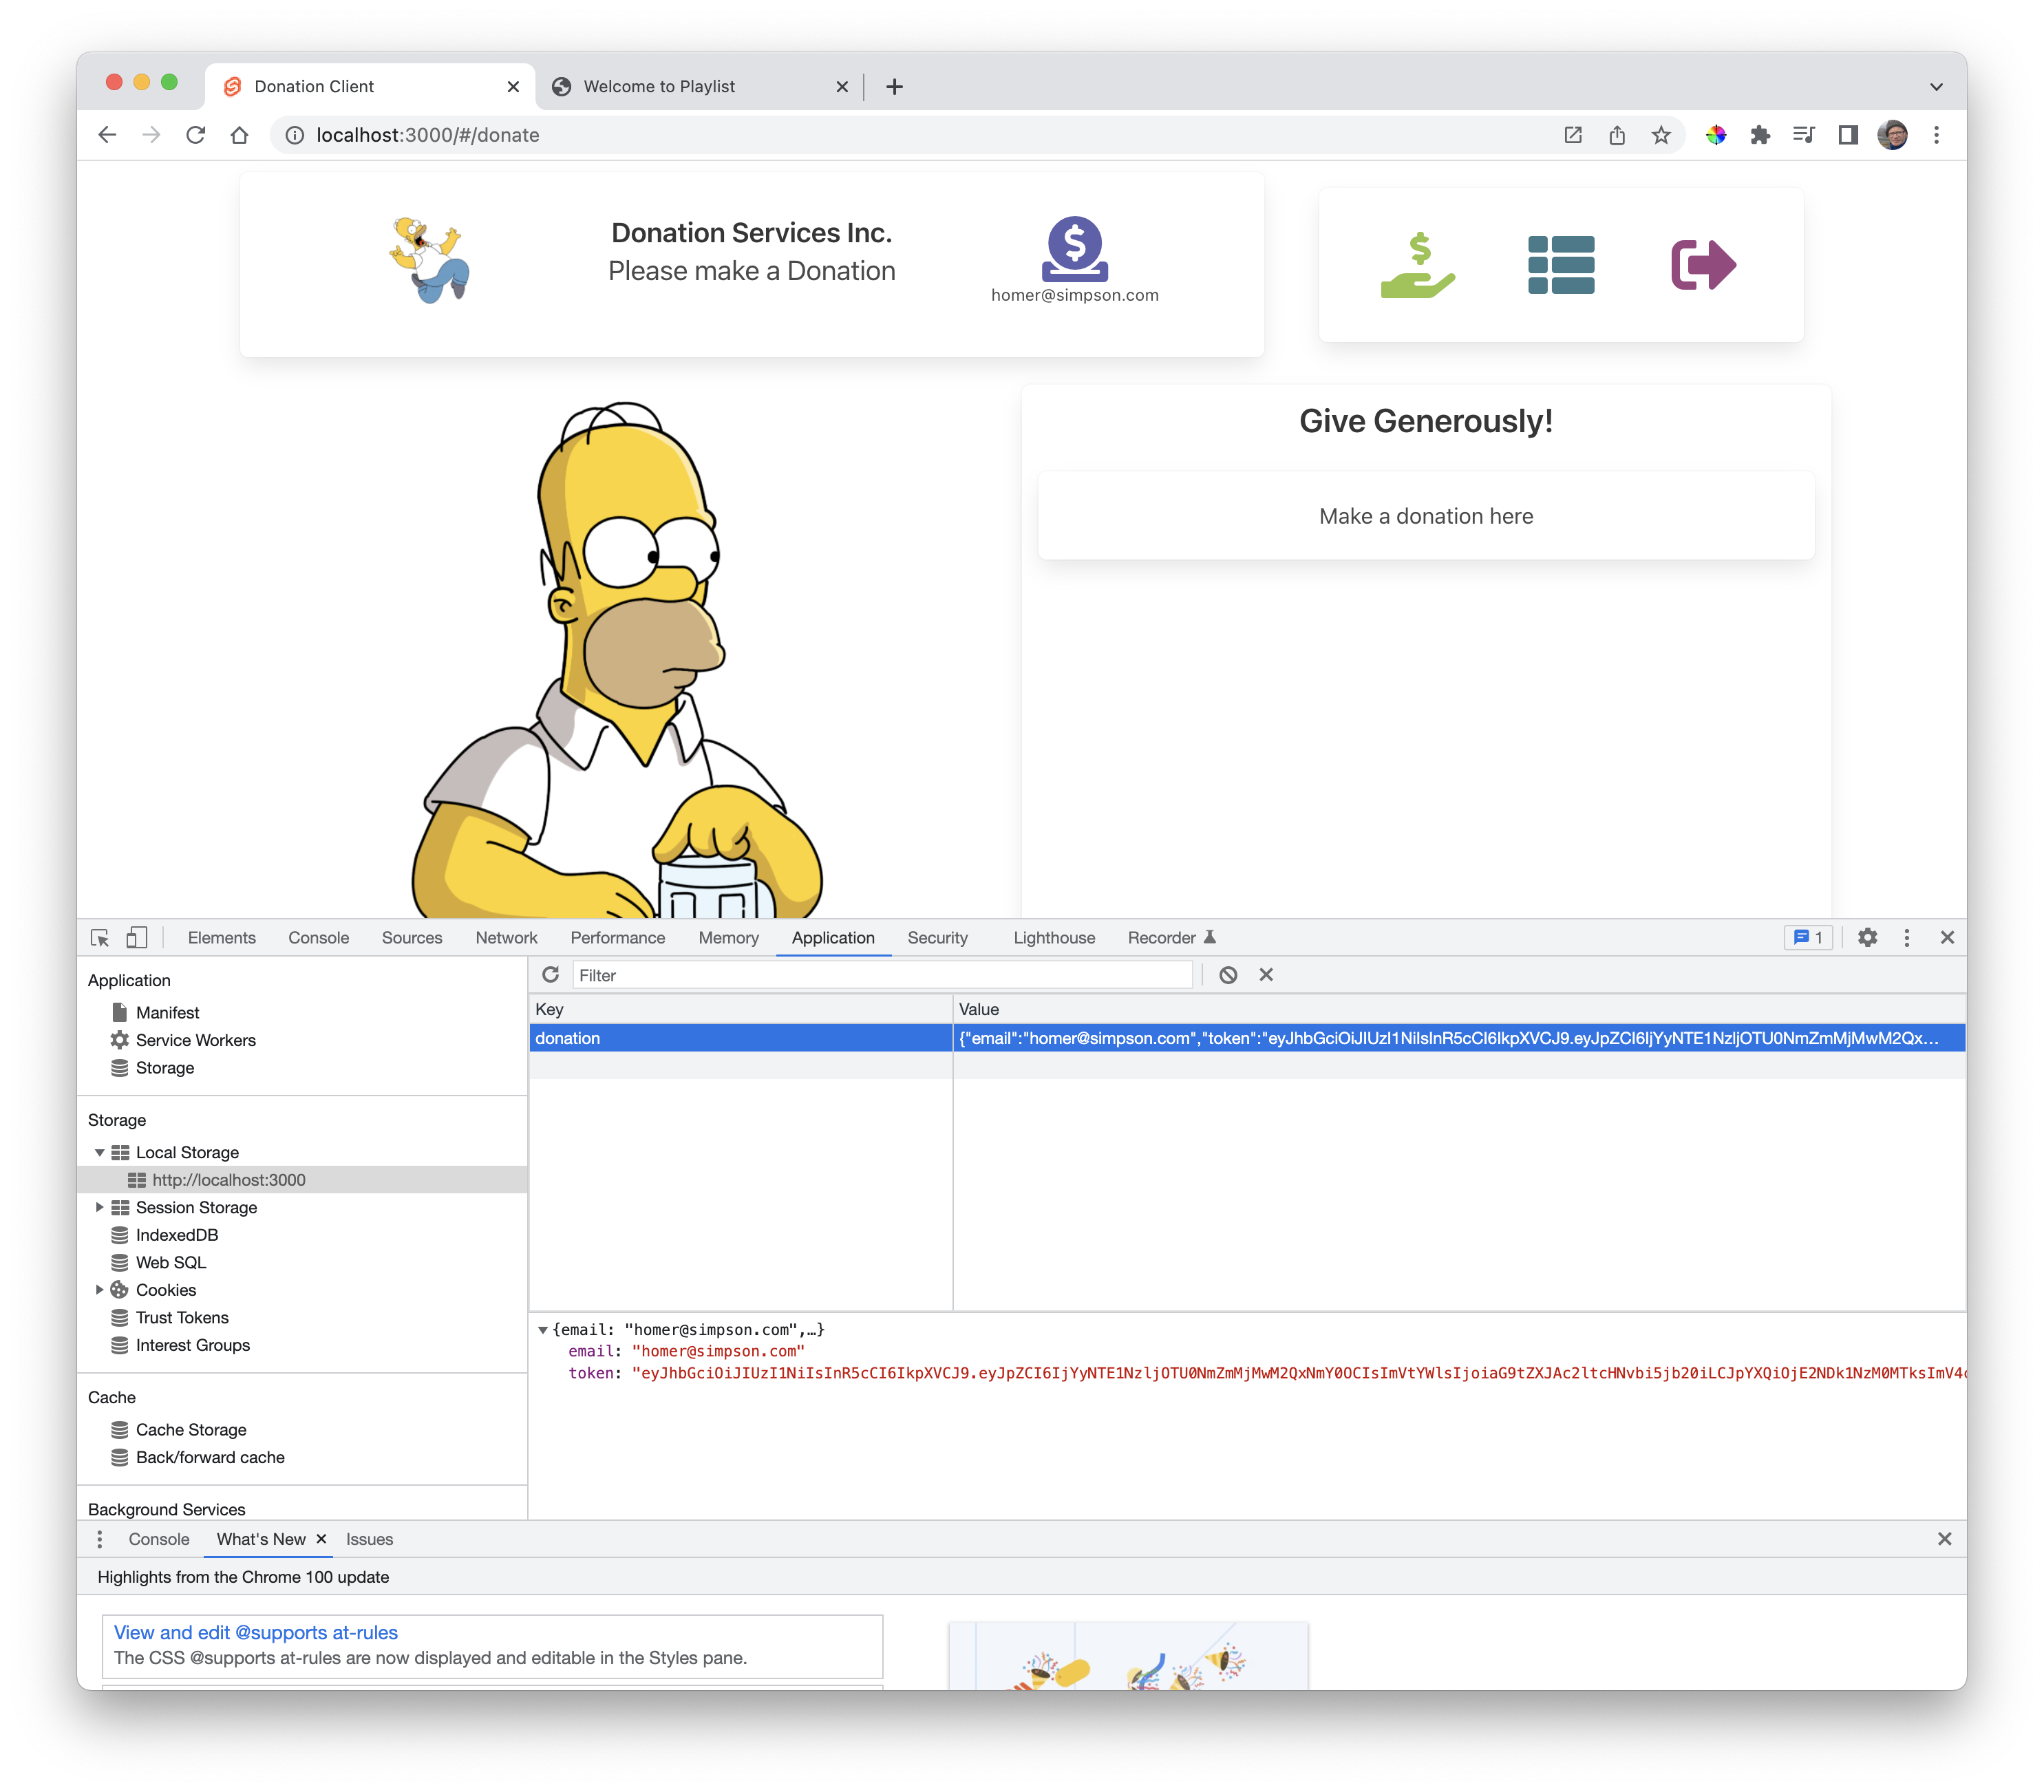 Donation Client
Welcome to Playlist
localhost:3000/#/donate
Donation Services Inc.
Please make a Donation
homer@simpson.com
Give Generously!
Make a donation here
Elements Console Sources Network Performance Memory Application Security Lighthouse Recorder 1
Application
Manifest
Service Workers
Storage
Storage
Local Storage
http://localhost:3000
Session Storage
IndexedDB
Web SQL
Cookies
Trust Tokens
Interest Groups
Cache
Cache Storage
Back/forward cache
Background Services
Filter
Key Value
donation {"email":"homer@simpson.com","token":"eyJhbGciOiJIUzI1NiIsInR5cCI6IkpXVCJ9.eyJpZCI6IjYyNTE1NzljOTU0NmZmMjMwM2Qx…
{email: "homer@simpson.com",…}
email: "homer@simpson.com"
token: "eyJhbGciOiJIUzI1NiIsInR5cCI6IkpXVCJ9.eyJpZCI6IjYyNTE1NzljOTU0NmZmMjMwM2QxNmY0OCIsImVtYWlsIjoiaG9tZXJAc2ltcHNvbi5jb20iLCJpYXQiOjE2NDk1NzM0MTksImV4c
Console What's New Issues
Highlights from the Chrome 100 update
View and edit @supports at-rules
The CSS @supports at-rules are now displayed and editable in the Styles pane.